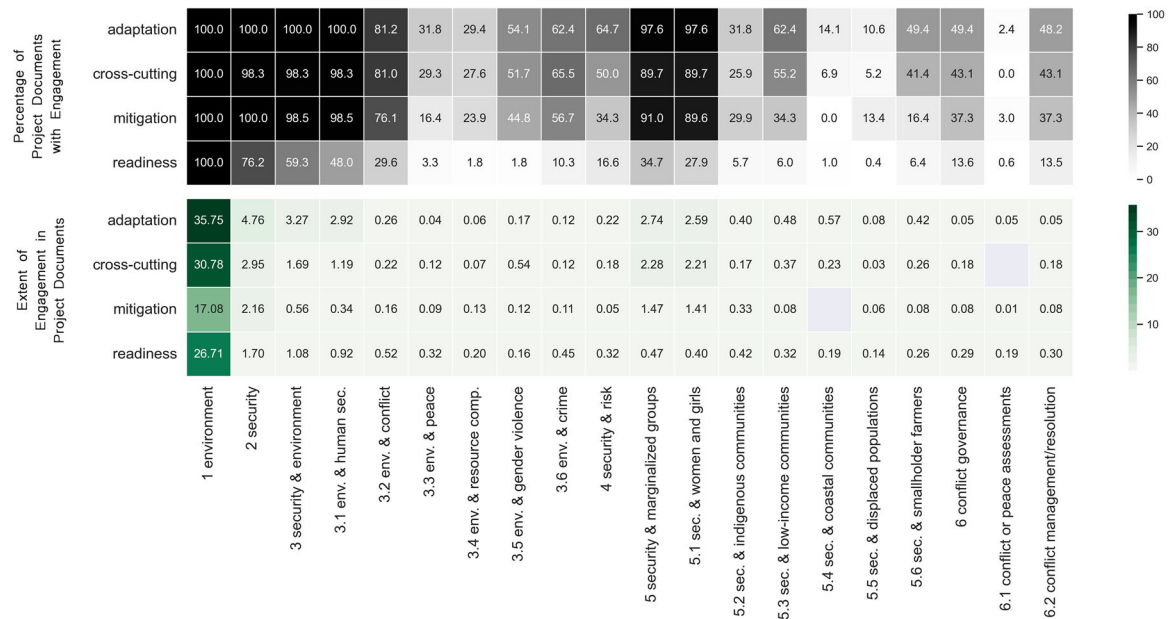 Percentage of
Project Documents
with Engagement
adaptation 100.0 100.0 100.0 100.0 81.2 31.8 29.4 54.1 62.4 64.7 97.6 97.6 31.8 62.4 14.1 10.6 49.4 49.4 2.4 48.2
cross-cutting 100.0 98.3 98.3 98.3 81.0 29.3 27.6 51.7 65.5 50.0 89.7 89.7 25.9 55.2 6.9 5.2 41.4 43.1 0.0 43.1
mitigation 100.0 100.0 98.5 98.5 76.1 16.4 23.9 44.8 56.7 34.3 91.0 89.6 29.9 34.3 0.0 13.4 16.4 37.3 3.0 37.3
readiness 100.0 76.2 59.3 48.0 29.6 3.3 1.8 1.8 10.3 16.6 34.7 27.9 5.7 6.0 1.0 0.4 6.4 13.6 0.6 13.5
100
80
60
40
20
0
Extent of
Engagement in
Project Documents
adaptation 35.75 4.76 3.27 2.92 0.26 0.04 0.06 0.17 0.12 0.22 2.74 2.59 0.40 0.48 0.57 0.08 0.42 0.05 0.05 0.05
cross-cutting 30.78 2.95 1.69 1.19 0.22 0.12 0.07 0.54 0.12 0.18 2.28 2.21 0.17 0.37 0.23 0.03 0.26 0.18 0.18
mitigation 17.08 2.16 0.56 0.34 0.16 0.09 0.13 0.12 0.11 0.05 1.47 1.41 0.33 0.08 0.06 0.08 0.08 0.01 0.08
readiness 26.71 1.70 1.08 0.92 0.52 0.32 0.20 0.16 0.45 0.32 0.47 0.40 0.42 0.32 0.19 0.14 0.26 0.29 0.19 0.30
30
20
10
1 environment
2 security
3 security & environment
3.1 env. & human sec.
3.2 env. & conflict
3.3 env. & peace
3.4 env. & resource comp.
3.5 env. & gender violence
3.6 env. & crime
4 security & risk
5 security & marginalized groups
5.1 sec. & women and girls
5.2 sec. & indigenous communities
5.3 sec. & low-income communities
5.4 sec. & coastal communities
5.5 sec. & displaced populations
5.6 sec. & smallholder farmers
6 conflict governance
6.1 conflict or peace assessments
6.2 conflict management/resolution